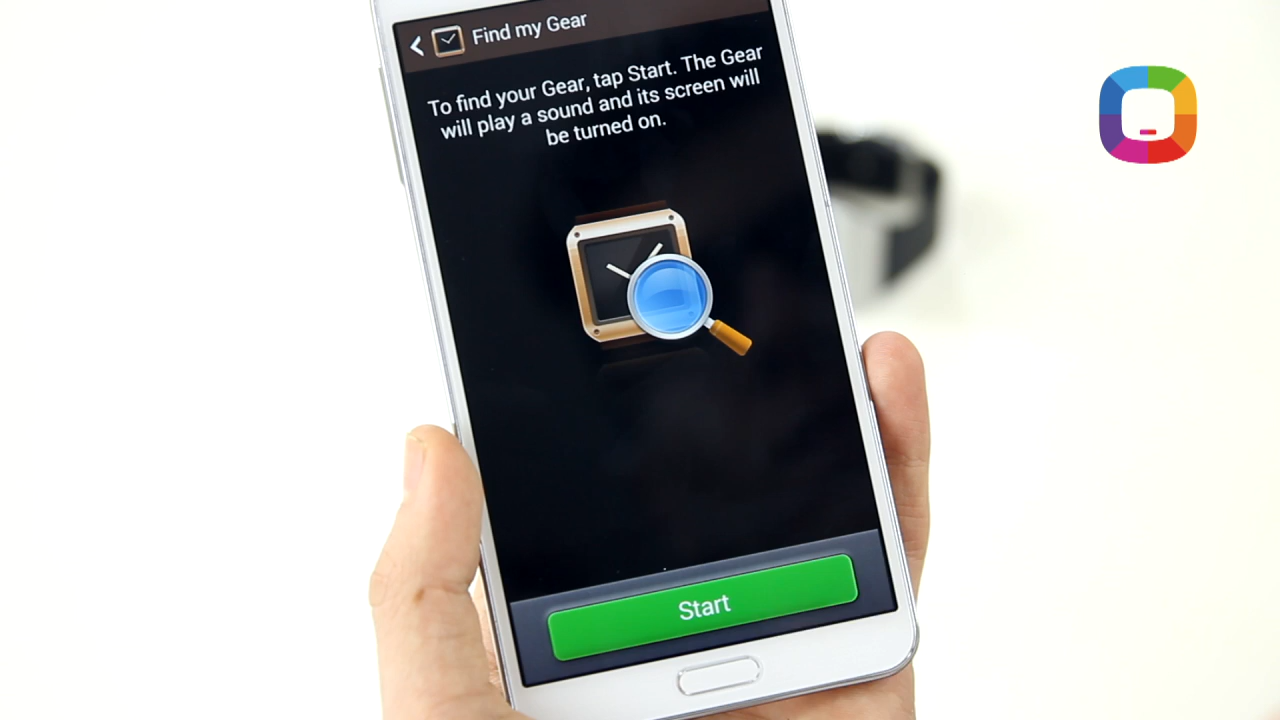 Find my Gear
To find your Gear, tap Start. The Gear
will play a sound and its screen will
be turned on.
Start